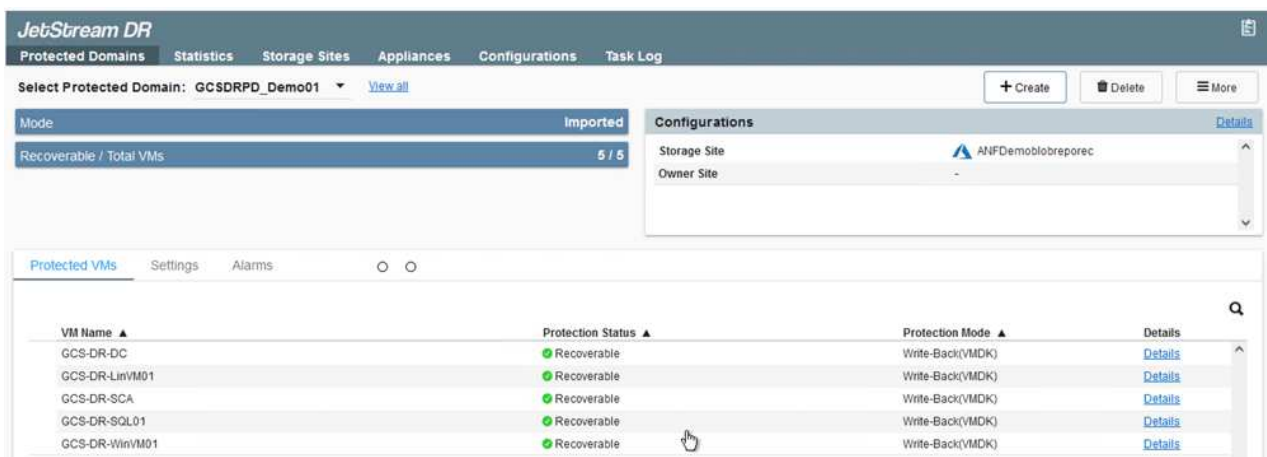 JetStream DR
Protected Domains Statistics Storage Sites Appliances Configurations Task Log
Select Protected Domain: GCSDRPD_Demo01 View all
+ Create Delete More
Mode Imported
Recoverable / Total VMs 5 / 5
Configurations Details
Storage Site ANFDemoblobreporec
Owner Site -
Protected VMs Settings Alarms
VM Name ▲ Protection Status ▲ Protection Mode ▲ Details
GCS-DR-DC Recoverable Write-Back(VMDK) Details
GCS-DR-LinVM01 Recoverable Write-Back(VMDK) Details
GCS-DR-SCA Recoverable Write-Back(VMDK) Details
GCS-DR-SQL01 Recoverable Write-Back(VMDK) Details
GCS-DR-WinVM01 Recoverable Write-Back(VMDK) Details